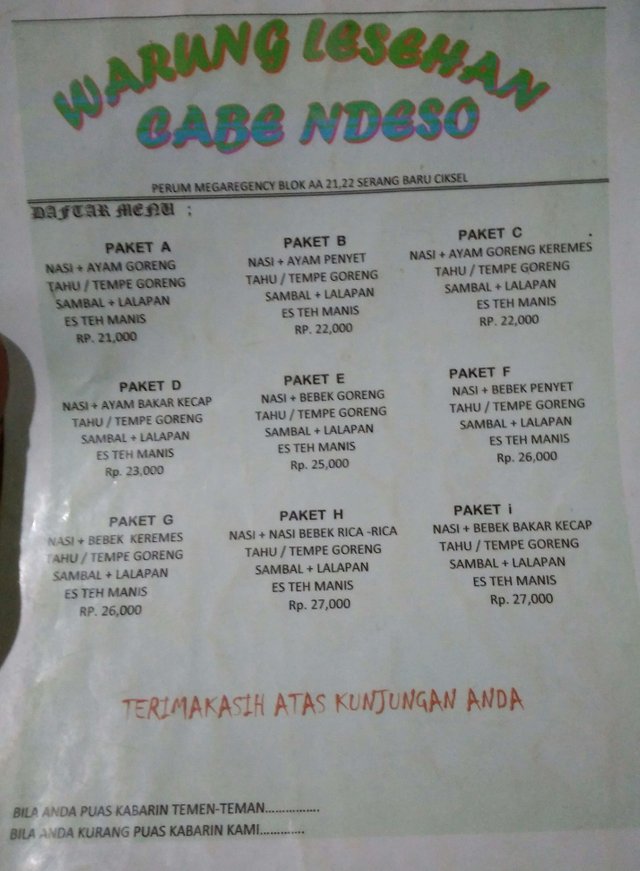 WARUNG LESEHAN
CABE NDESO
PERUM MEGAREGENCY BLOK AA 21,22 SERANG BARU CIKSEL
DAFTAR MENU :
PAKET A
NASI + AYAM GORENG
TAHU / TEMPE GORENG
SAMBAL + LALAPAN
ES TEH MANIS
RP. 21,000
PAKET B
NASI + AYAM PENYET
TAHU / TEMPE GORENG
SAMBAL + LALAPAN
ES TEH MANIS
RP. 22,000
PAKET C
NASI + AYAM GORENG KEREMES
TAHU / TEMPE GORENG
SAMBAL + LALAPAN
ES TEH MANIS
RP. 22,000
PAKET D
NASI + AYAM BAKAR KECAP
TAHU / TEMPE GORENG
SAMBAL + LALAPAN
ES TEH MANIS
Rp. 23,000
PAKET E
NASI + BEBEK GORENG
TAHU / TEMPE GORENG
SAMBAL + LALAPAN
ES TEH MANIS
Rp. 25,000
PAKET F
NASI + BEBEK PENYET
TAHU / TEMPE GORENG
SAMBAL + LALAPAN
ES TEH MANIS
Rp. 26,000
PAKET G
NASI + BEBEK KEREMES
TAHU / TEMPE GORENG
SAMBAL + LALAPAN
ES TEH MANIS
RP. 26,000
PAKET H
NASI + NASI BEBEK RICA -RICA
TAHU / TEMPE GORENG
SAMBAL + LALAPAN
ES TEH MANIS
Rp. 27,000
PAKET i
NASI + BEBEK BAKAR KECAP
TAHU / TEMPE GORENG
SAMBAL + LALAPAN
ES TEH MANIS
Rp. 27,000
TERIMAKASIH ATAS KUNJUNGAN ANDA
BILA ANDA PUAS KABARIN TEMEN-TEMAN................
BILA ANDA KURANG PUAS KABARIN KAMI.............